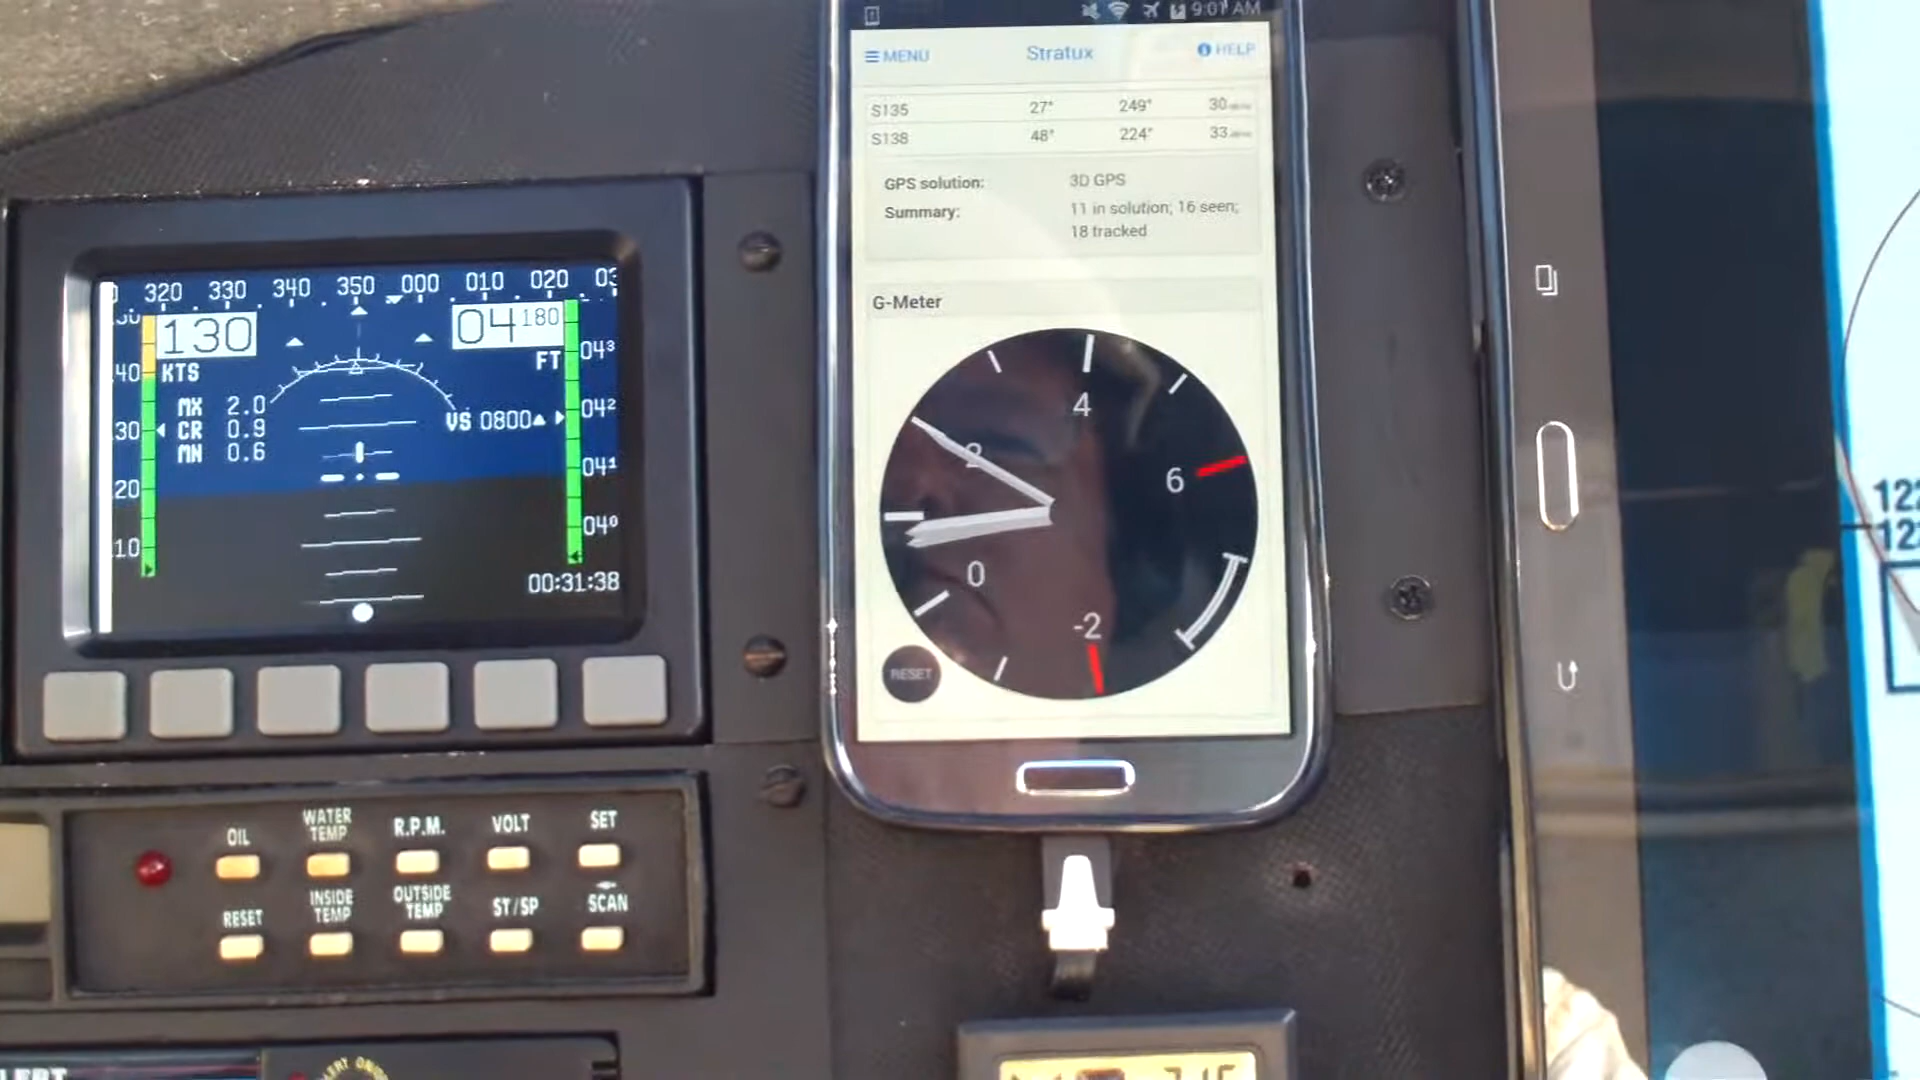 320 330 340 350 000 010 020 03
130
KTS
04 180
FT
40
30
20
10
MX 2.0
CR 0.9
MN 0.6
VS 0800
043
042
041
040
00:31:38
OIL
WATER TEMP
R.P.M.
VOLT
SET
RESET
INSIDE TEMP
OUTSIDE TEMP
ST/SP
SCAN
9:01 AM
MENU
Stratux
HELP
S135 27° 249° 30
S138 48° 224° 33
GPS solution: 3D GPS
Summary: 11 in solution; 16 seen;
18 tracked
G-Meter
4
2
6
0
-2
RESET